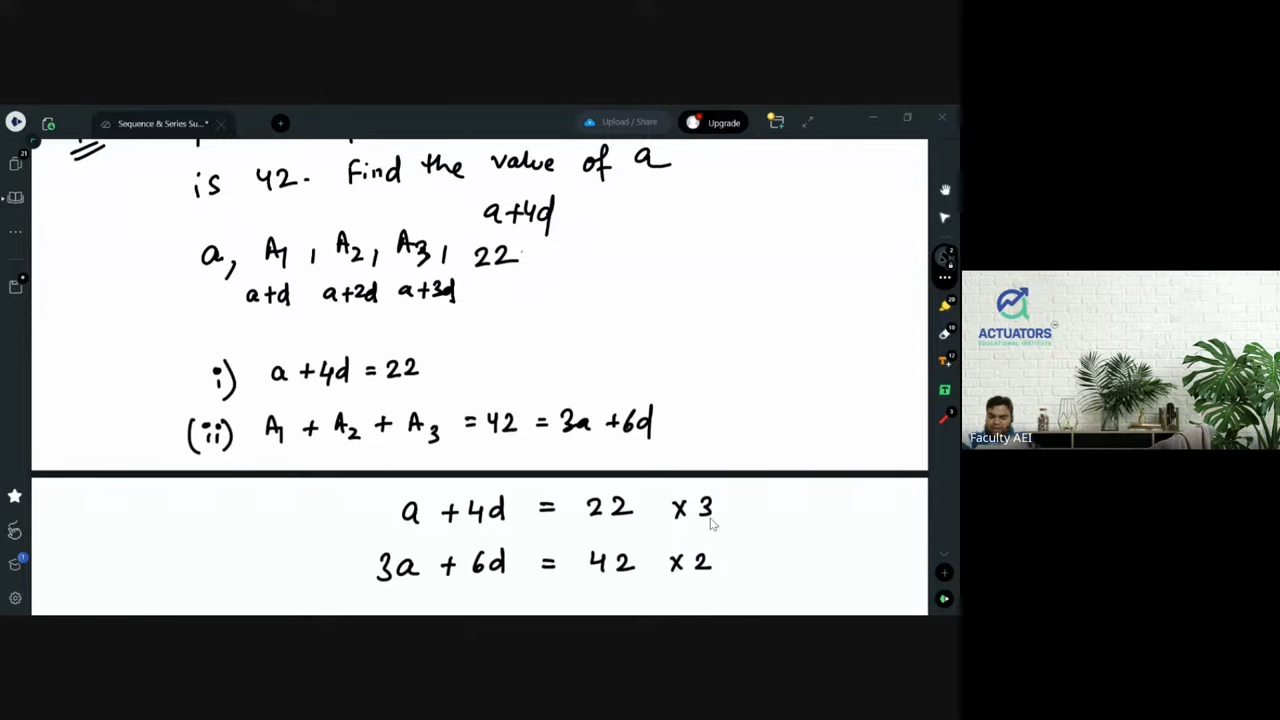 Sequence & Series Su...*
Upload / Share
Upgrade
is 42. Find the value of a
a+4d
a, A1, A2, A3, 22
a+d a+2d a+3d
i) a + 4d = 22
(ii) A1 + A2 + A3 = 42 = 3a + 6d
a + 4d = 22 x 3
3a + 6d = 42 x 2
ACTUATORS
EDUCATIONAL INSTITUTE
Faculty AEI